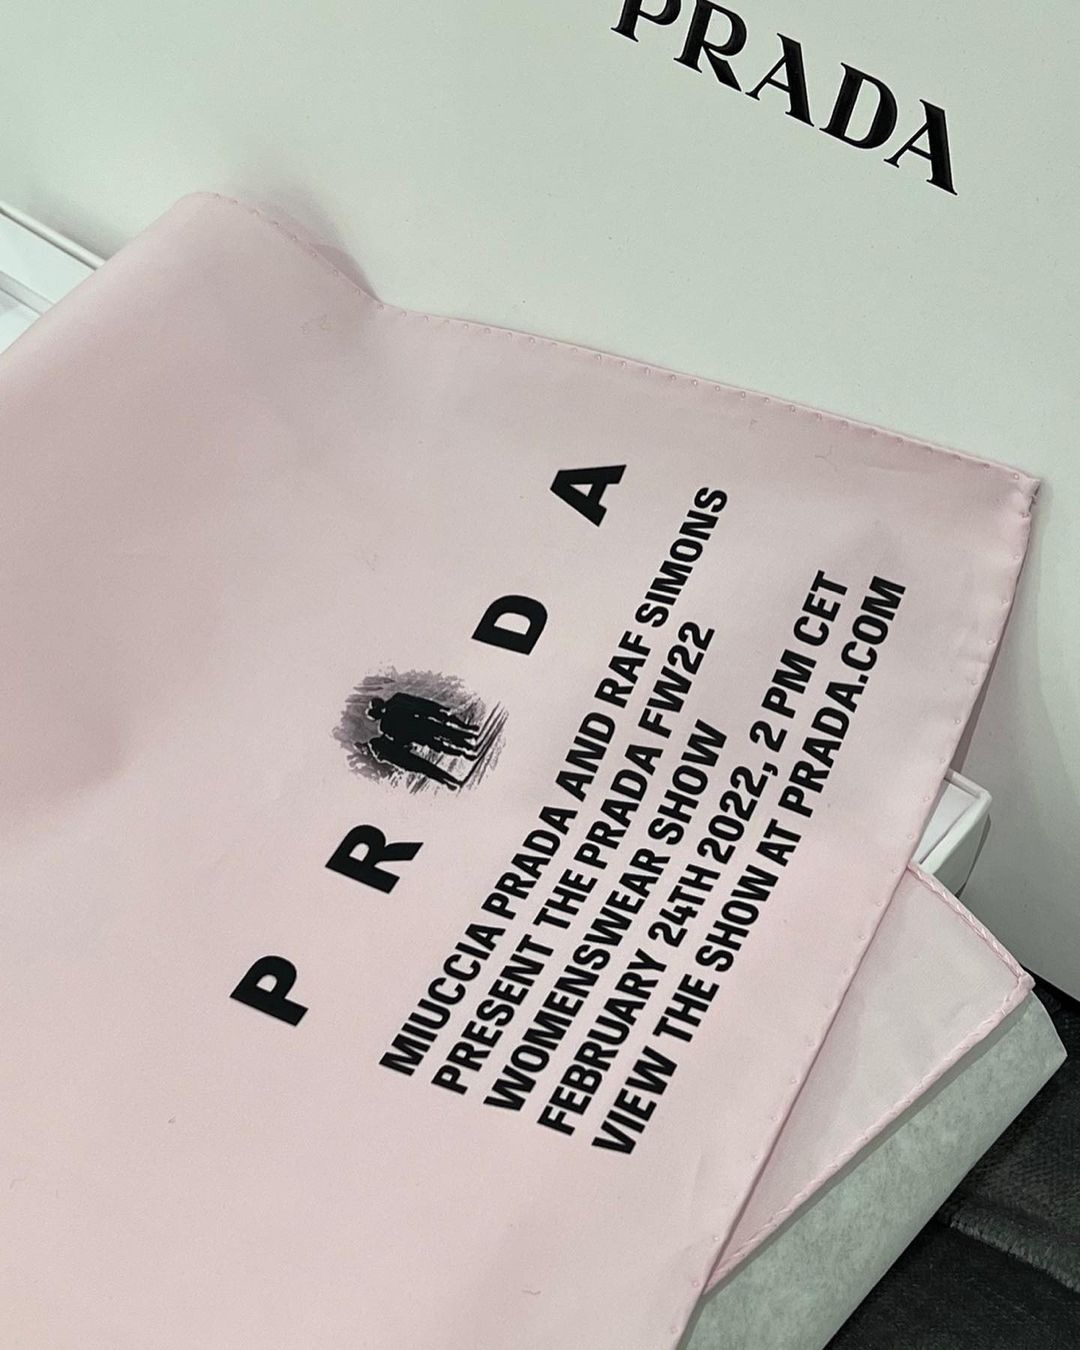 PRADA
P R D A
MIUCCIA PRADA AND RAF SIMONS
PRESENT THE PRADA FW22
WOMENSWEAR SHOW
FEBRUARY 24TH 2022, 2 PM CET
VIEW THE SHOW AT PRADA.COM